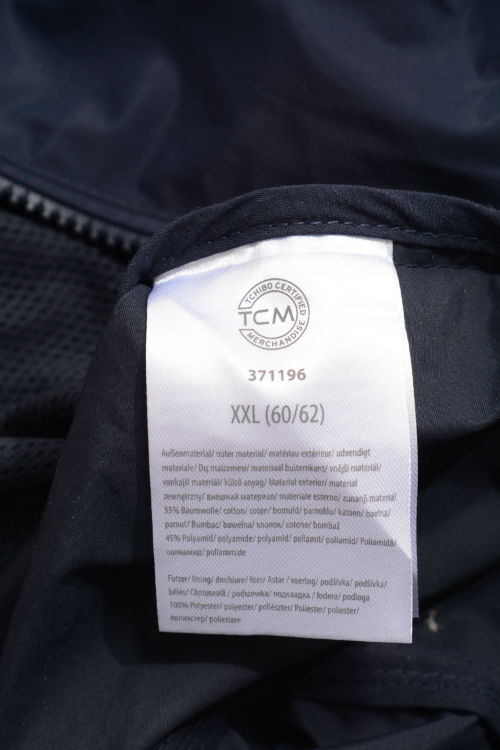 TCHIBO CERTIFIED
TCM
MERCHANDISE
371196
XXL (60/62)
Außenmaterial/ outer material/ matériau extérieur/ udvendigt
materiale/ Dış malzemesi/ materiaal buitenkant/ vnější materiál/
vonkajší materiál/ külső anyag/ Material exterior/ material
zewnętrzny/ внешний материал/ materiale esterno/ zunanji material
55% Baumwolle/ cotton/ coton/ bomuld/ pamuklu/ katoen/ bavlna/
pamut/ Bumbac/ bawełna/ хлопок/ cotone/ bombaž
45% Polyamid/ polyamide/ polyamid/ poliamit/ poliamid/ Poliamidă/
полиамид/ poliammide
Futter/ lining/ doublure/ foer/ Astar/ voering/ podšívka/ podšívka/
bélés/ Căptuseală/ podszewka/ подкладка/ fodera/ podloga
100% Polyester/ polyester/ poliészter/ Poliester/ poliester/
полиэстер/ poliestere